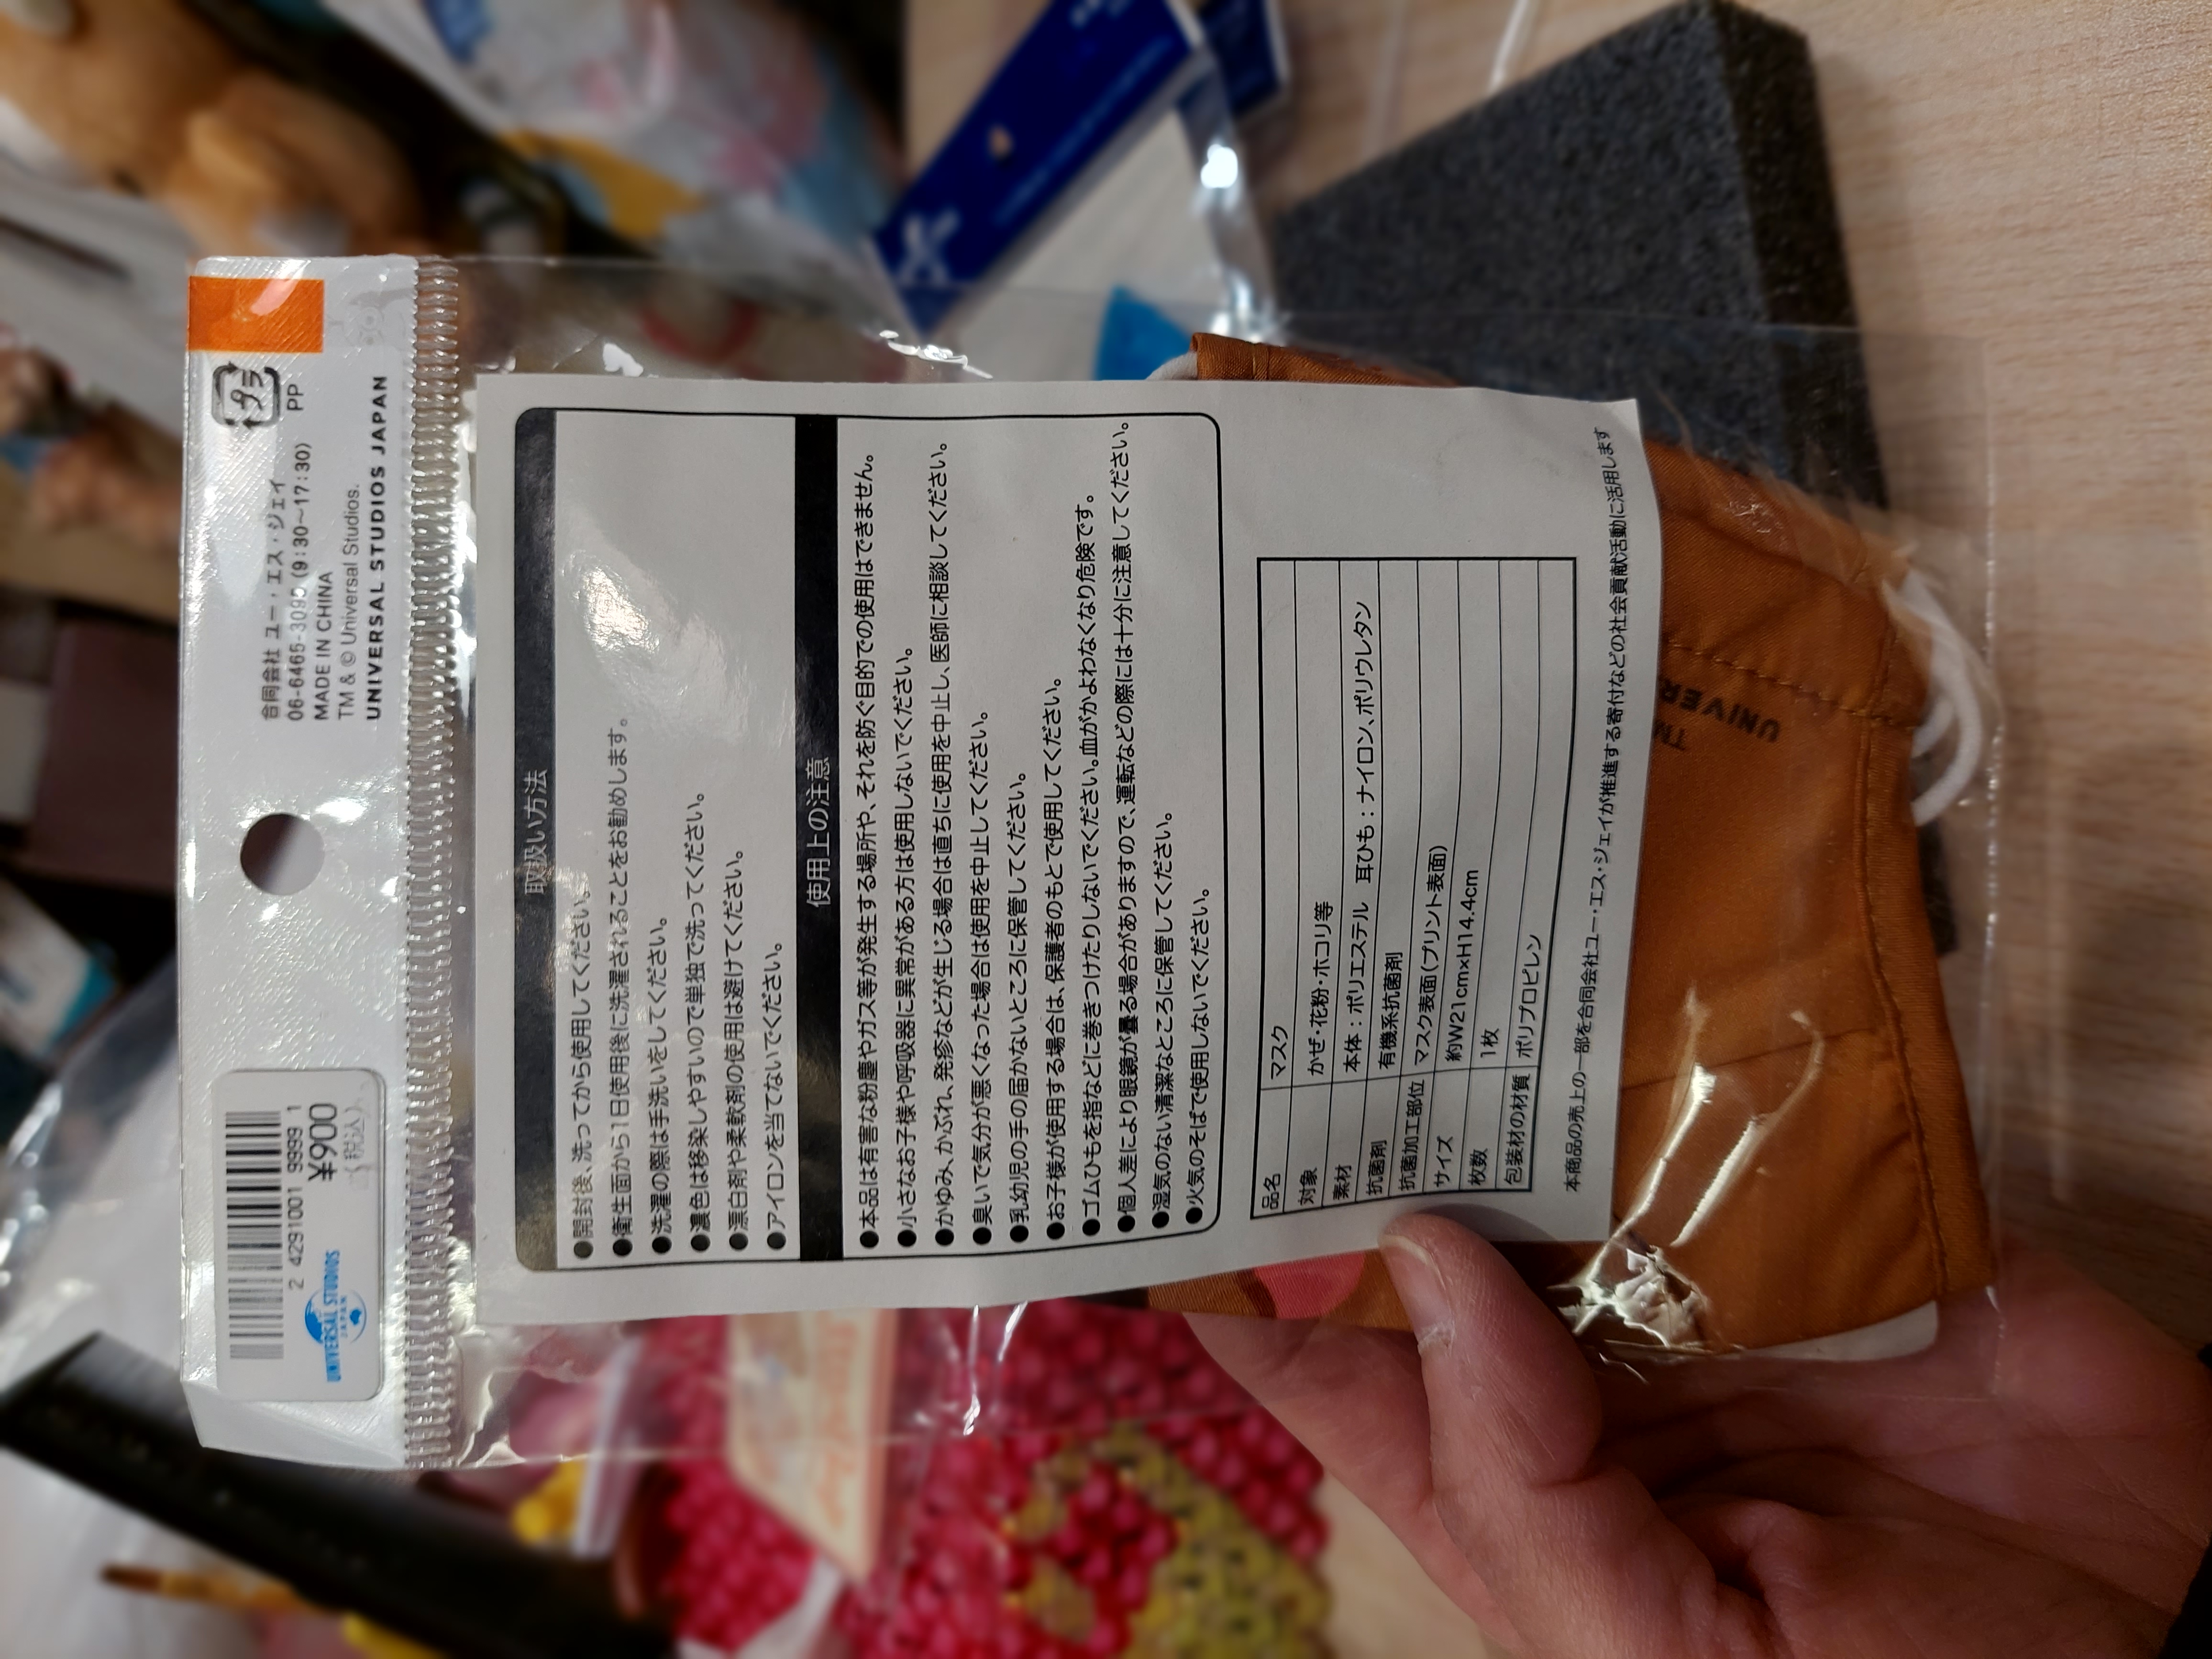 2 4291001 9999 1
¥900
(税込)
UNIVERSAL STUDIOS
JAPAN
合同会社 ユー・エス・ジェイ
06-6465-3090 (9:30〜17:30)
MADE IN CHINA
TM & © Universal Studios.
UNIVERSAL STUDIOS JAPAN
プラ
PP
取扱い方法
●開封後、洗ってから使用してください。
●衛生面から1日使用後に洗濯されることをお勧めします。
●洗濯の際は手洗いをしてください。
●濃色は移染しやすいので単独で洗ってください。
●漂白剤や柔軟剤の使用は避けてください。
●アイロンを当てないでください。
使用上の注意
●本品は有害な粉塵やガス等が発生する場所や、それを防ぐ目的での使用はできません。
●小さなお子様や呼吸器に異常がある方は使用しないでください。
●かゆみ、かぶれ、発疹などが生じる場合は直ちに使用を中止し、医師に相談してください。
●臭いで気分が悪くなった場合は使用を中止してください。
●乳幼児の手の届かないところに保管してください。
●お子様が使用する場合は、保護者のもとで使用してください。
●ゴムひもを指などに巻きつけたりしないでください。血がかよわなくなり危険です。
●個人差により眼鏡が曇る場合がありますので、運転などの際には十分に注意してください。
●湿気のない清潔なところに保管してください。
●火気のそばで使用しないでください。
品名 マスク
対象 かぜ・花粉・ホコリ等
素材 本体：ポリエステル 耳ひも：ナイロン、ポリウレタン
抗菌剤 有機系抗菌剤
抗菌加工部位 マスク表面(プリント表面)
サイズ 約W21cm×H14.4cm
枚数 1枚
包装材の材質 ポリプロピレン
本商品の売上の一部を合同会社ユー・エス・ジェイが推進する寄付などの社会貢献活動に活用します
TM